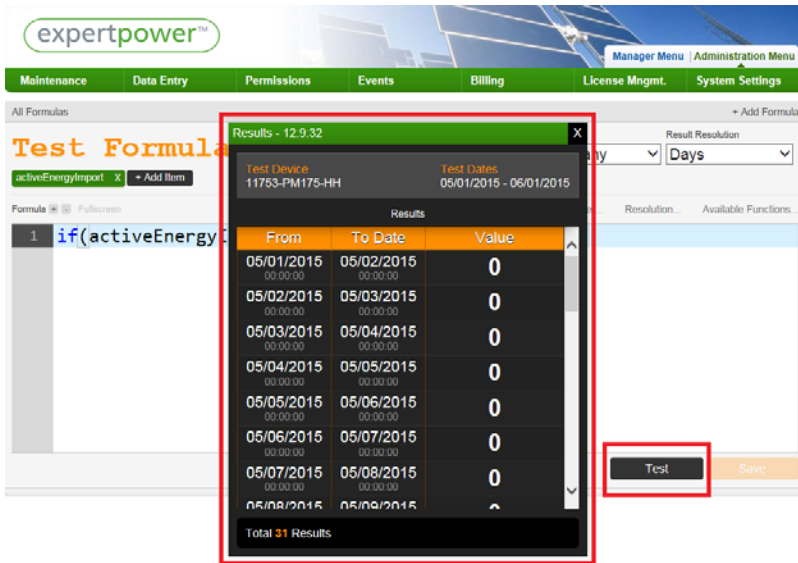 expertpower™
Manager Menu | Administration Menu
Maintenance Data Entry Permissions Events Billing License Mngmt. System Settings
All Formulas + Add Formula
Test Formula
Result Resolution
Days
activeEnergyImport X + Add Item
Formula Fullscreen Resolution... Available Functions...
1 if(activeEnergyI
Results - 12.9.32 X
Test Device Test Dates
11753-PM175-HH 05/01/2015 - 06/01/2015
Results
From To Date Value
05/01/2015 05/02/2015 0
00:00:00 00:00:00
05/02/2015 05/03/2015 0
00:00:00 00:00:00
05/03/2015 05/04/2015 0
00:00:00 00:00:00
05/04/2015 05/05/2015 0
00:00:00 00:00:00
05/05/2015 05/06/2015 0
00:00:00 00:00:00
05/06/2015 05/07/2015 0
00:00:00 00:00:00
05/07/2015 05/08/2015 0
00:00:00 00:00:00
05/08/2015 05/09/2015
Total 31 Results
Test Save